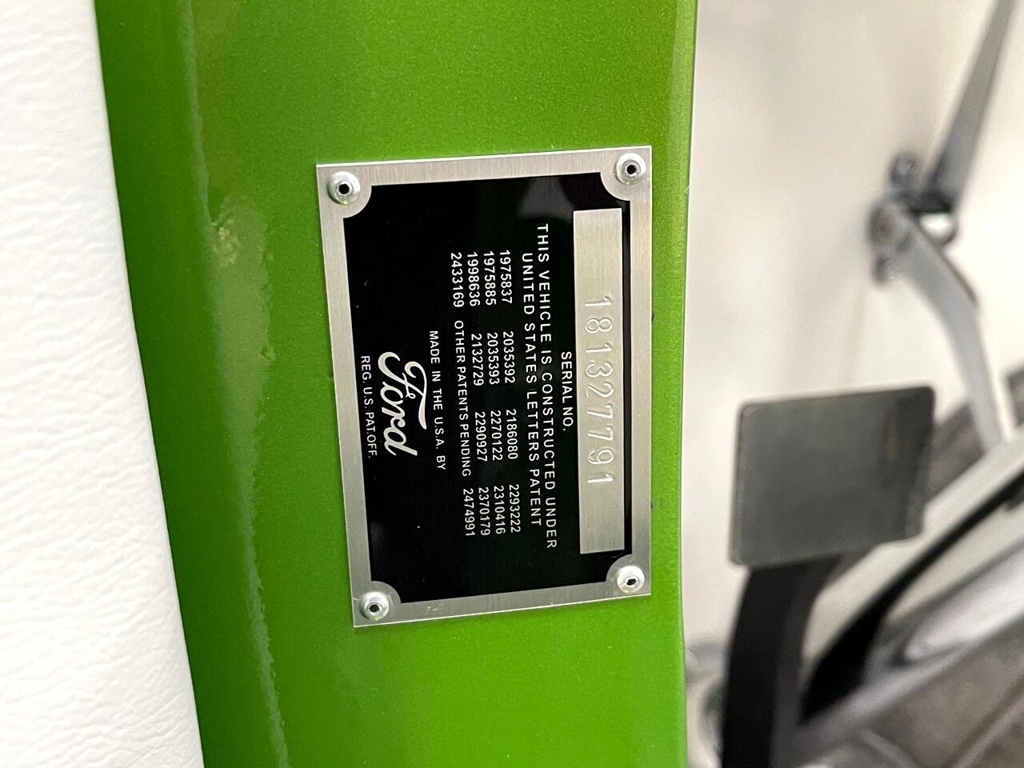 181327791
SERIAL NO.
THIS VEHICLE IS CONSTRUCTED UNDER
UNITED STATES LETTERS PATENT
1975837 2035392 2186080 2293222
1975885 2035393 2270122 2310416
1998636 2132729 2290927 2370179
2433169 OTHER PATENTS PENDING 2474991
MADE IN THE U.S.A. BY
Ford
REG. U.S. PAT. OFF.